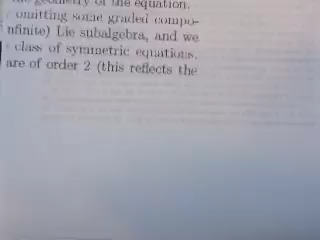 geometry of the equation.
omitting some graded compo-
nfinite) Lie subalgebra, and we
class of symmetric equations,
are of order 2 (this reflects the